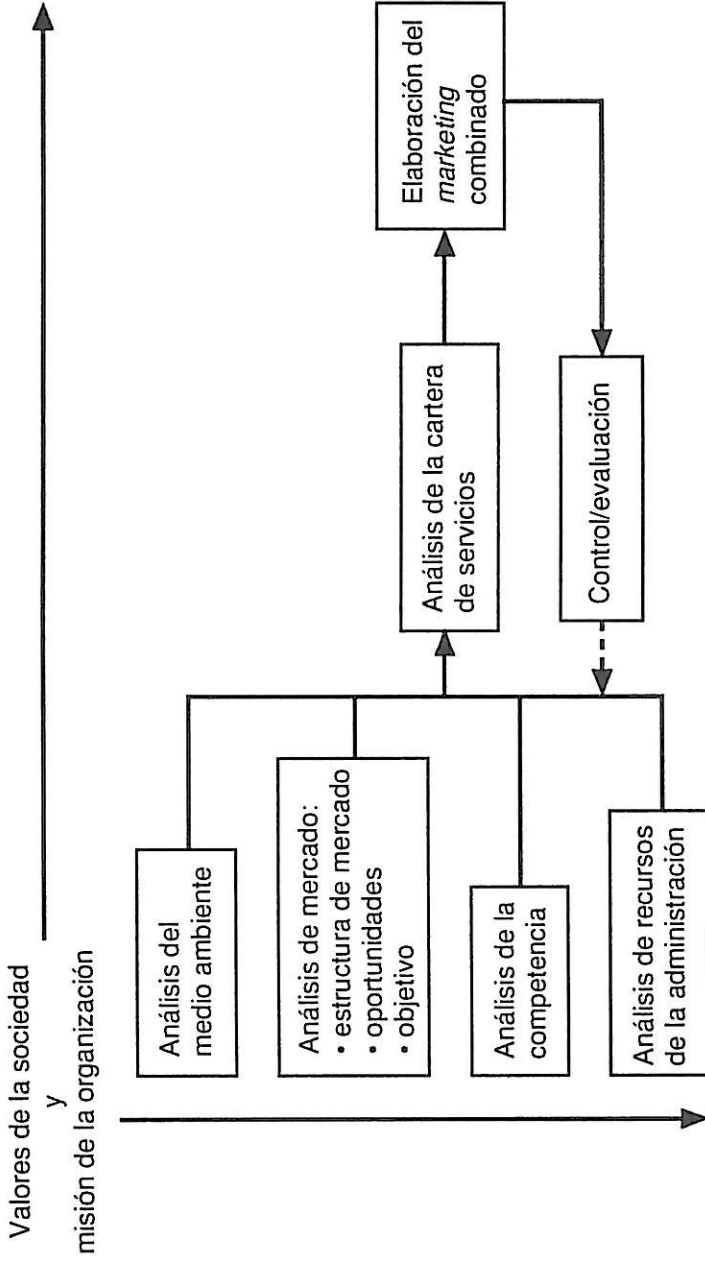 Valores de la sociedad
y
misión de la organización
Análisis del
medio ambiente
Análisis de mercado:
• estructura de mercado
• oportunidades
• objetivo
Análisis de la
competencia
Análisis de recursos
de la administración
Análisis de la cartera
de servicios
Elaboración del
marketing
combinado
Control/evaluación